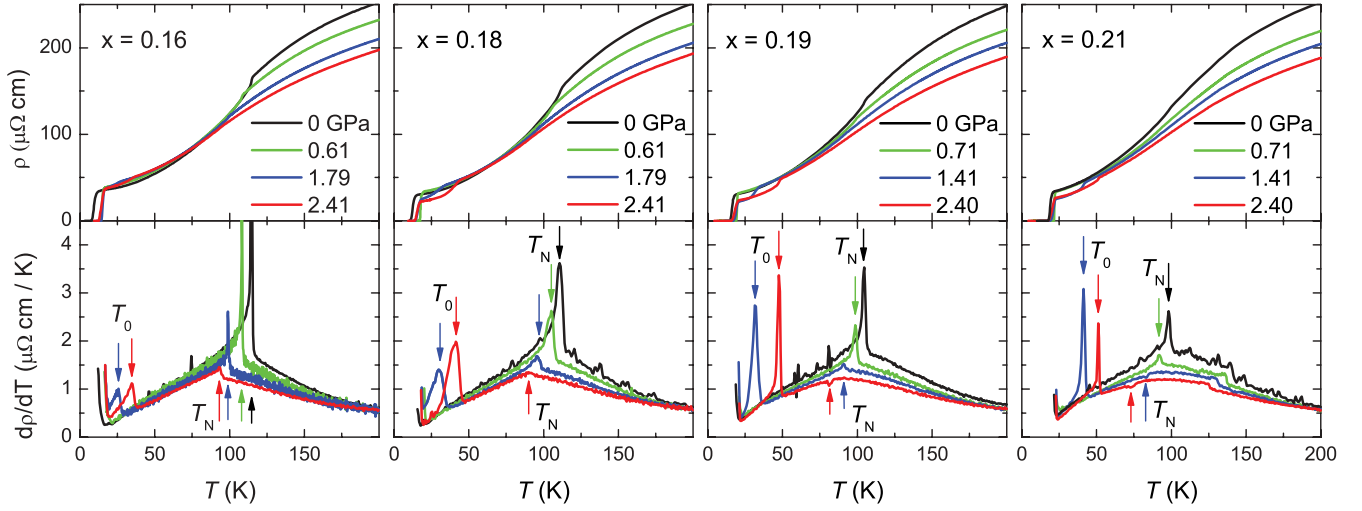 x = 0.16
x = 0.18
x = 0.19
x = 0.21
200
100
0
ρ (μΩ cm)
0 GPa
0.61
1.79
2.41
0 GPa
0.61
1.79
2.41
0 GPa
0.71
1.41
2.40
0 GPa
0.71
1.41
2.40
4
3
2
1
0
dρ/dT (μΩ cm / K)
T0
TN
T0
TN
TN
T0
TN
TN
T0
TN
TN
0 50 100 150
0 50 100 150
0 50 100 150
0 50 100 150 200
T (K)
T (K)
T (K)
T (K)